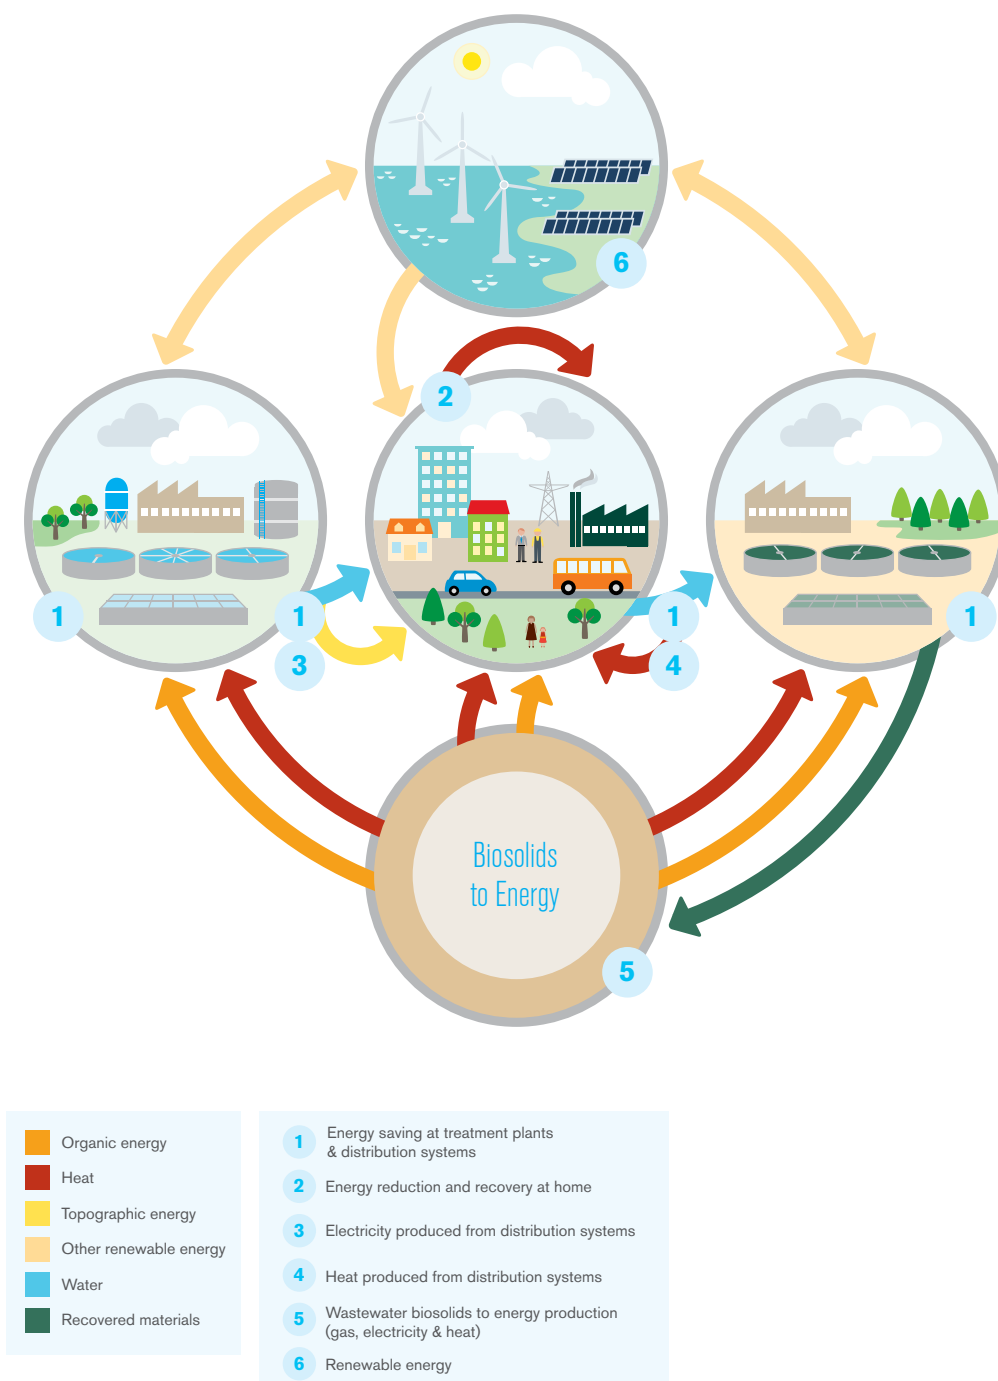 6
2
1
1
3
1
4
1
Biosolids
to Energy
5
Organic energy
Heat
Topographic energy
Other renewable energy
Water
Recovered materials
1 Energy saving at treatment plants
& distribution systems
2 Energy reduction and recovery at home
3 Electricity produced from distribution systems
4 Heat produced from distribution systems
5 Wastewater biosolids to energy production
(gas, electricity & heat)
6 Renewable energy